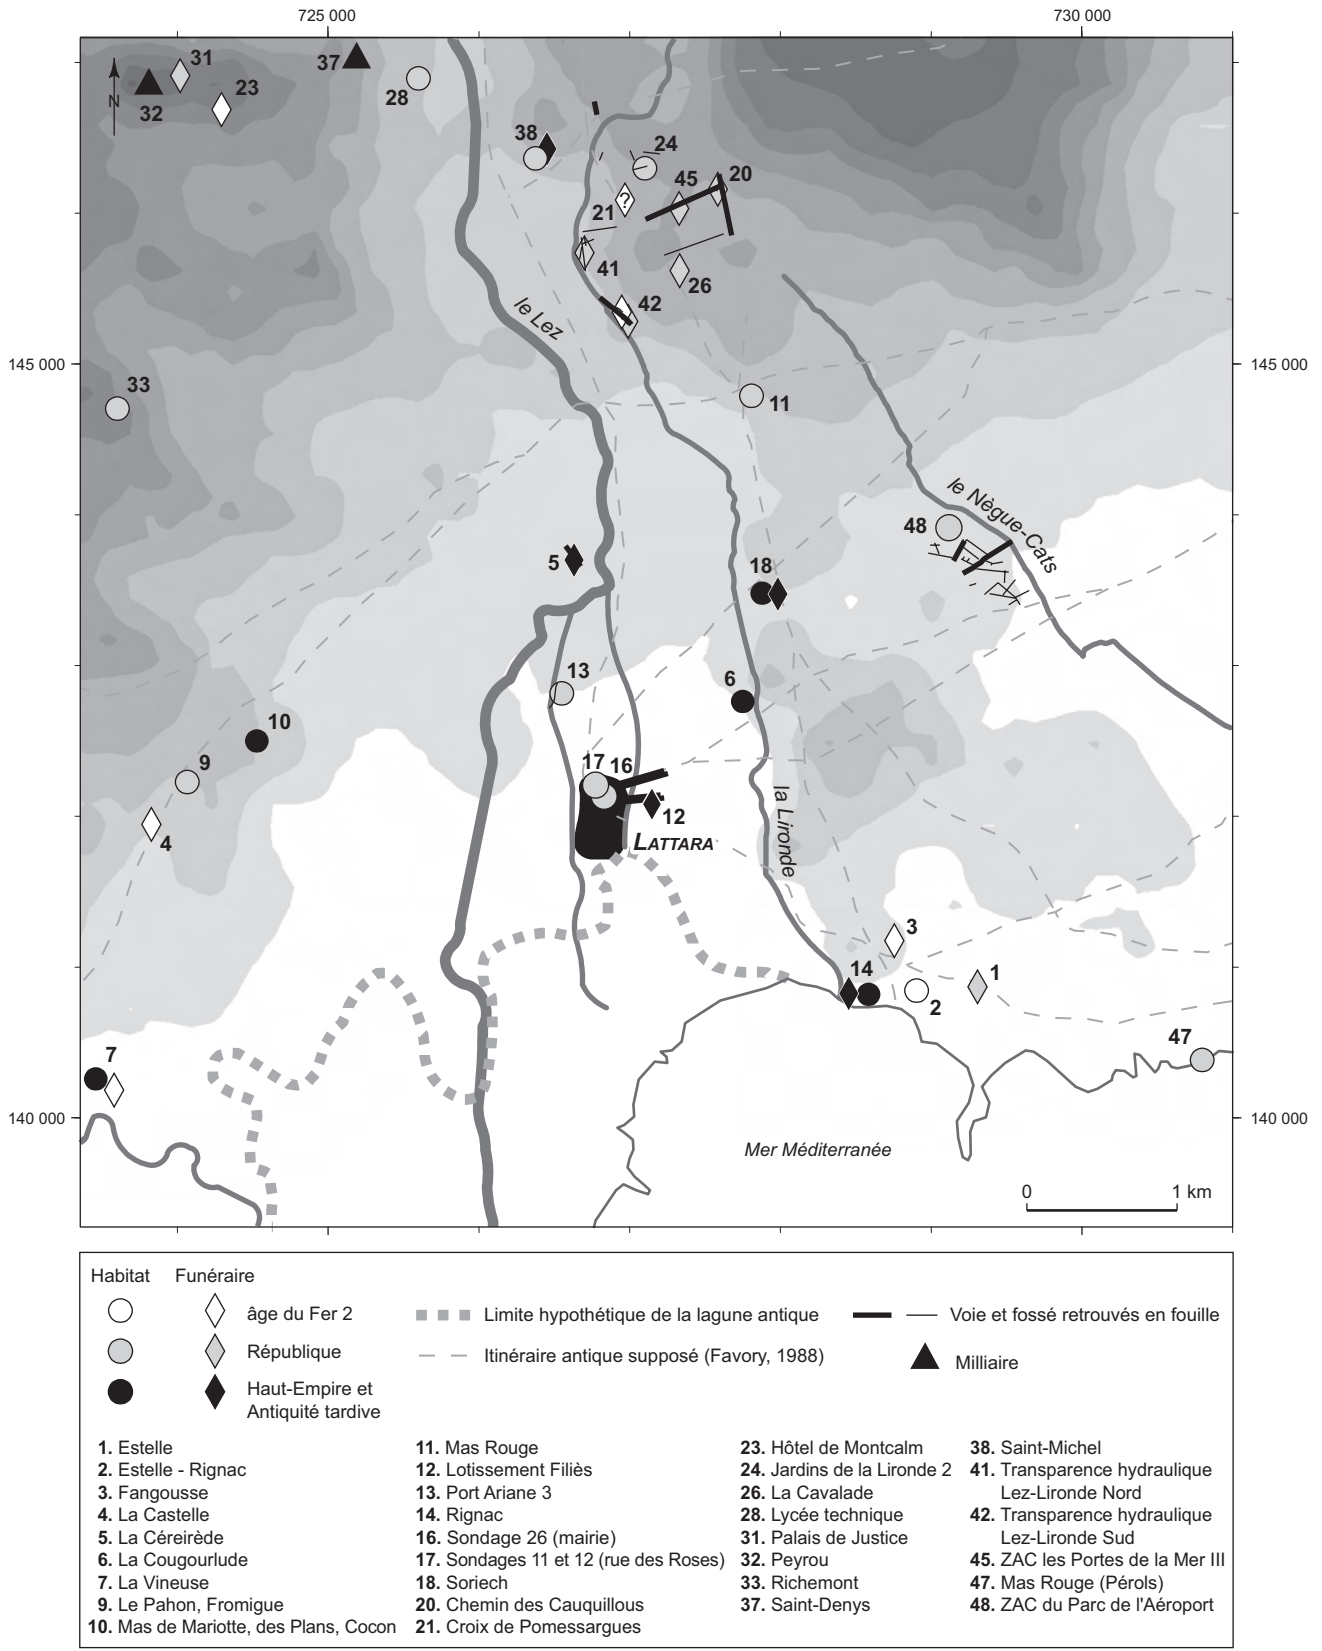 725 000
730 000
31
37
32
23
28
N
38
24
45
20
?
21
41
26
42
le Lez
145 000
145 000
33
11
le Nègue-Cats
48
5
18
13
6
10
9
17
16
12
4
LATTARA
la Lironde
3
14
1
2
47
7
140 000
140 000
Mer Méditerranée
0
1 km
Habitat
Funéraire
âge du Fer 2
République
Haut-Empire et
Antiquité tardive
Limite hypothétique de la lagune antique
Itinéraire antique supposé (Favory, 1988)
Voie et fossé retrouvés en fouille
Milliaire
1. Estelle
2. Estelle - Rignac
3. Fangousse
4. La Castelle
5. La Céreirède
6. La Cougourlude
7. La Vineuse
9. Le Pahon, Fromigue
10. Mas de Mariotte, des Plans, Cocon
11. Mas Rouge
12. Lotissement Filiès
13. Port Ariane 3
14. Rignac
16. Sondage 26 (mairie)
17. Sondages 11 et 12 (rue des Roses)
18. Soriech
20. Chemin des Cauquillous
21. Croix de Pomessargues
23. Hôtel de Montcalm
24. Jardins de la Lironde 2
26. La Cavalade
28. Lycée technique
31. Palais de Justice
32. Peyrou
33. Richemont
37. Saint-Denys
38. Saint-Michel
41. Transparence hydraulique
Lez-Lironde Nord
42. Transparence hydraulique
Lez-Lironde Sud
45. ZAC les Portes de la Mer III
47. Mas Rouge (Pérols)
48. ZAC du Parc de l'Aéroport